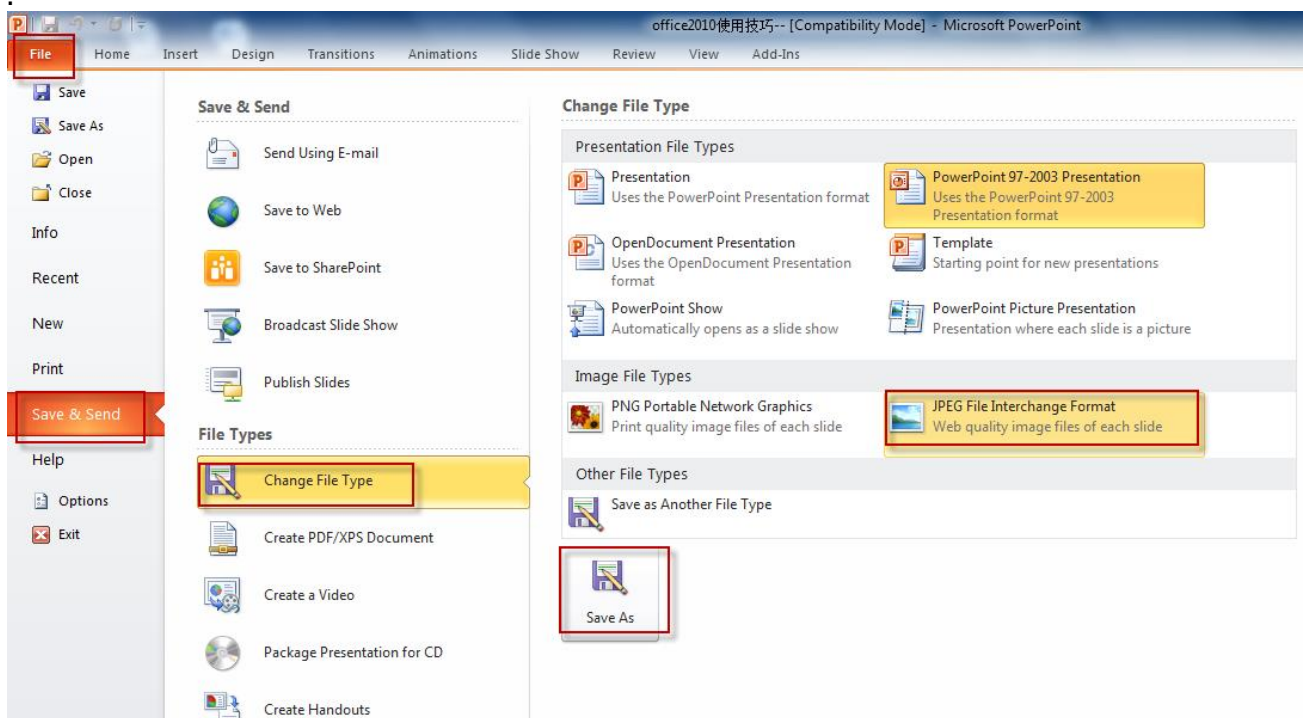 office2010使用技巧-- [Compatibility Mode] - Microsoft PowerPoint
File Home Insert Design Transitions Animations Slide Show Review View Add-Ins
Save
Save As
Open
Close
Info
Recent
New
Print
Save & Send
Help
Options
Exit
Save & Send
Send Using E-mail
Save to Web
Save to SharePoint
Broadcast Slide Show
Publish Slides
File Types
Change File Type
Create PDF/XPS Document
Create a Video
Package Presentation for CD
Create Handouts
Change File Type
Presentation File Types
Presentation
Uses the PowerPoint Presentation format
PowerPoint 97-2003 Presentation
Uses the PowerPoint 97-2003
Presentation format
OpenDocument Presentation
Uses the OpenDocument Presentation
format
Template
Starting point for new presentations
PowerPoint Show
Automatically opens as a slide show
PowerPoint Picture Presentation
Presentation where each slide is a picture
Image File Types
PNG Portable Network Graphics
Print quality image files of each slide
JPEG File Interchange Format
Web quality image files of each slide
Other File Types
Save as Another File Type
Save As